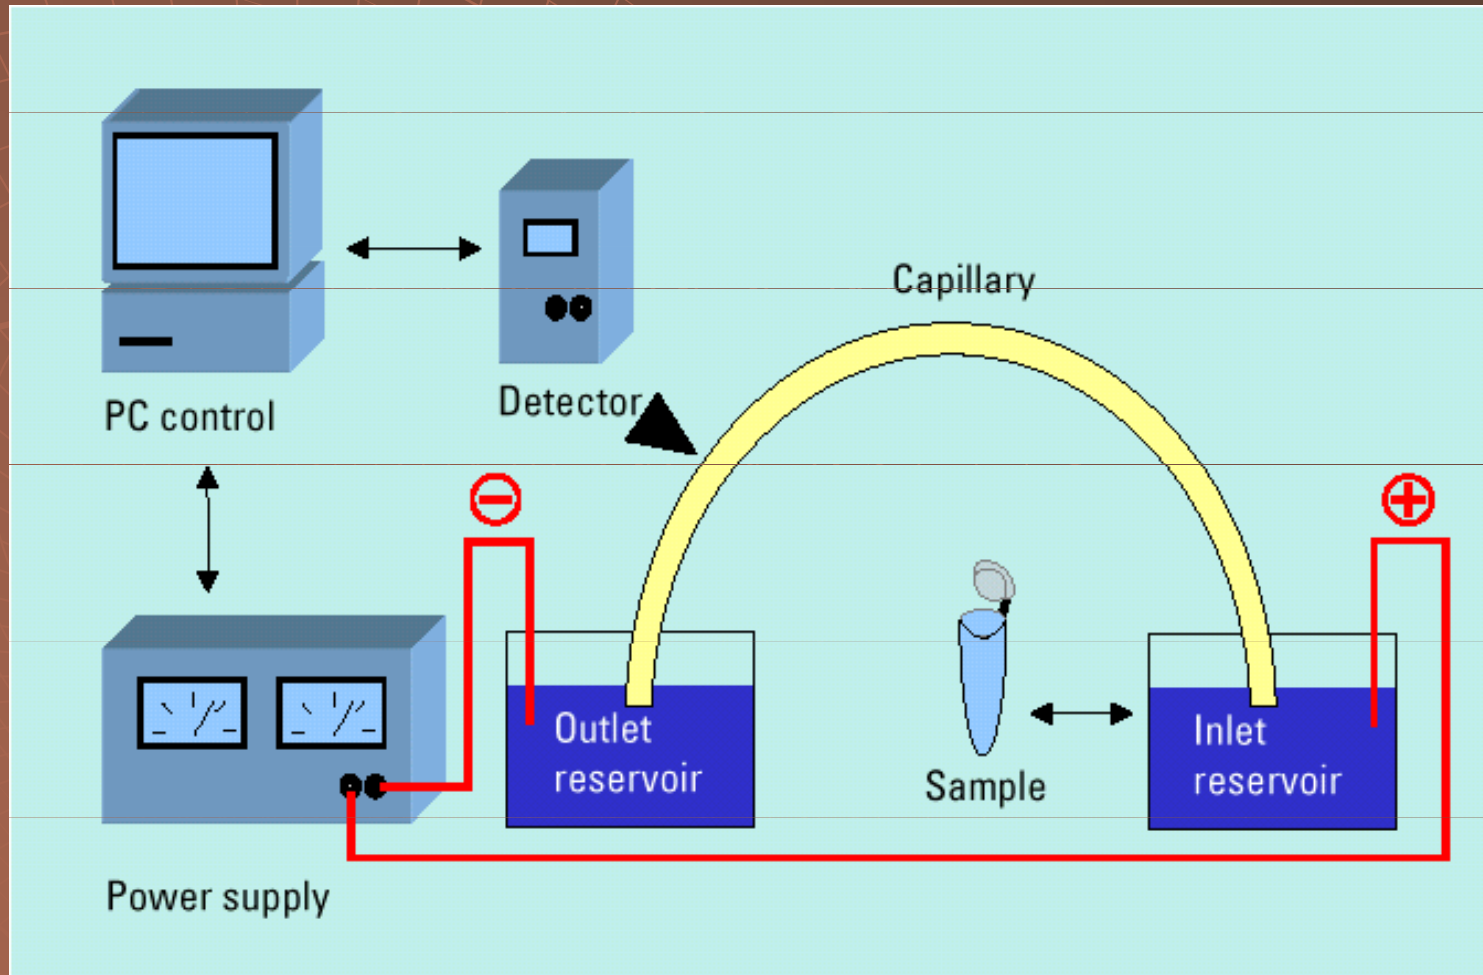 Capillary
Detector
PC control
Outlet
reservoir
Inlet
reservoir
Sample
Power supply